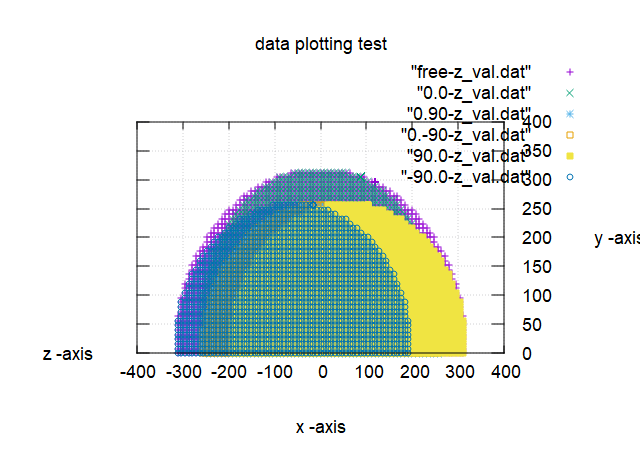 data plotting test
"free-z_val.dat"
"0.0-z_val.dat"
"0.90-z_val.dat"
"0.-90-z_val.dat"
"90.0-z_val.dat"
"-90.0-z_val.dat"
400
350
300
250
200
150
100
50
0
y -axis
z -axis
-400 -300 -200 -100 0 100 200 300 400
x -axis